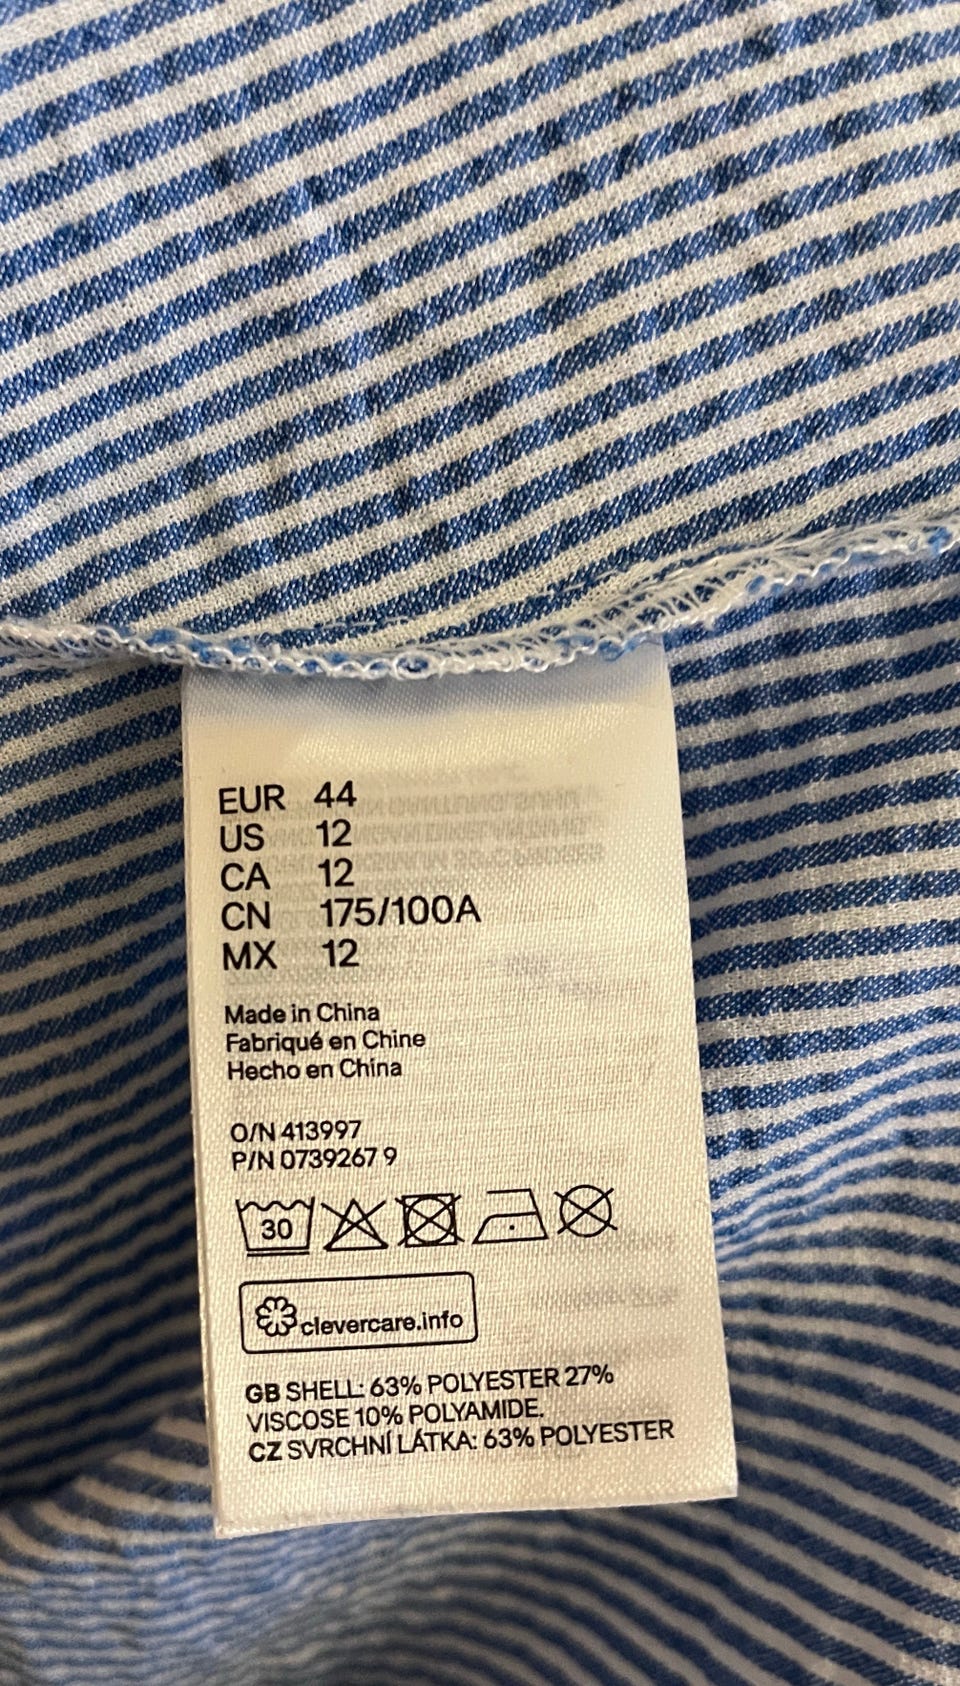 EUR 44
US 12
CA 12
CN 175/100A
MX 12
Made in China
Fabriqué en Chine
Hecho en China
O/N 413997
P/N 0739267 9
30
clevercare.info
GB SHELL: 63% POLYESTER 27%
VISCOSE 10% POLYAMIDE.
CZ SVRCHNÍ LÁTKA: 63% POLYESTER